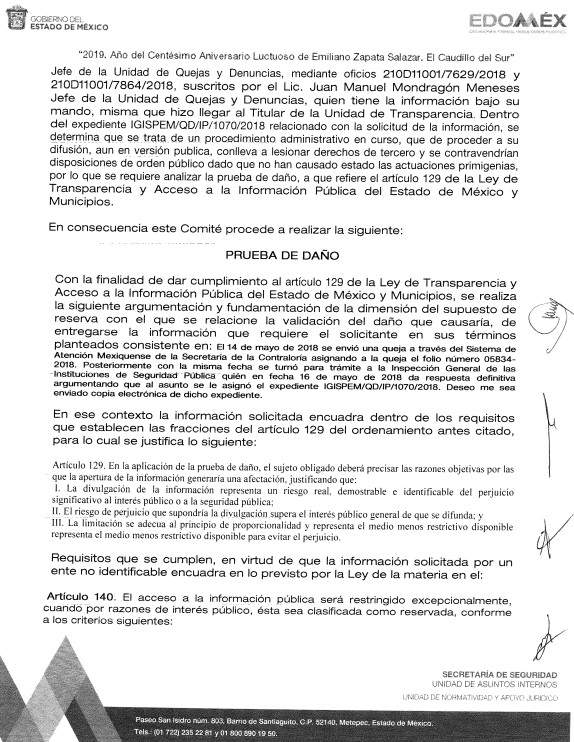 GOBIERNO DEL
ESTADO DE MÉXICO
EDOMÉX
"2019. Año del Centésimo Aniversario Luctuoso de Emiliano Zapata Salazar. El Caudillo del Sur"
Jefe de la Unidad de Quejas y Denuncias, mediante oficios 210D11001/7629/2018 y
210D11001/7864/2018, suscritos por el Lic. Juan Manuel Mondragón Meneses
Jefe de la Unidad de Quejas y Denuncias, quien tiene la información bajo su
mando, misma que hizo llegar al Titular de la Unidad de Transparencia. Dentro
del expediente IGISPEM/QD/IP/1070/2018 relacionado con la solicitud de la información, se
determina que se trata de un procedimiento administrativo en curso, que de proceder a su
difusión, aun en versión publica, conlleva a lesionar derechos de tercero y se contravendrían
disposiciones de orden público dado que no han causado estado las actuaciones primigenias,
por lo que se requiere analizar la prueba de daño, a que refiere el artículo 129 de la Ley de
Transparencia y Acceso a la Información Pública del Estado de México y
Municipios.
En consecuencia este Comité procede a realizar la siguiente:
PRUEBA DE DAÑO
Con la finalidad de dar cumplimiento al artículo 129 de la Ley de Transparencia y
Acceso a la Información Pública del Estado de México y Municipios, se realiza
la siguiente argumentación y fundamentación de la dimensión del supuesto de
reserva con el que se relacione la validación del daño que causaría, de
entregarse la información que requiere el solicitante en sus términos
planteados consistente en: El 14 de mayo de 2018 se envió una queja a través del Sistema de
Atención Mexiquense de la Secretaría de la Contraloría asignando a la queja el folio número 05834-
2018. Posteriormente con la misma fecha se turnó para trámite a la Inspección General de las
Instituciones de Seguridad Pública quién en fecha 16 de mayo de 2018 da respuesta definitiva
argumentando que al asunto se le asignó el expediente IGISPEM/QD/IP/1070/2018. Deseo me sea
enviado copia electrónica de dicho expediente.
En ese contexto la información solicitada encuadra dentro de los requisitos
que establecen las fracciones del artículo 129 del ordenamiento antes citado,
para lo cual se justifica lo siguiente:
Artículo 129. En la aplicación de la prueba de daño, el sujeto obligado deberá precisar las razones objetivas por las
que la apertura de la información generaría una afectación, justificando que:
I. La divulgación de la información representa un riesgo real, demostrable e identificable del perjuicio
significativo al interés público o a la seguridad pública;
II. El riesgo de perjuicio que supondría la divulgación supera el interés público general de que se difunda; y
III. La limitación se adecua al principio de proporcionalidad y representa el medio menos restrictivo disponible
representa el medio menos restrictivo disponible para evitar el perjuicio.
Requisitos que se cumplen, en virtud de que la información solicitada por un
ente no identificable encuadra en lo previsto por la Ley de la materia en el:
Artículo 140. El acceso a la información pública será restringido excepcionalmente,
cuando por razones de interés público, ésta sea clasificada como reservada, conforme
a los criterios siguientes:
SECRETARÍA DE SEGURIDAD
UNIDAD DE ASUNTOS INTERNOS
UNIDAD DE NORMATIVIDAD Y APOYO JURÍDICO
Paseo San Isidro núm. 803, Barrio de Santiaguito, C.P. 52140, Metepec, Estado de México.
Tels.: (01 722) 235 22 81 y 01 800 890 19 50.